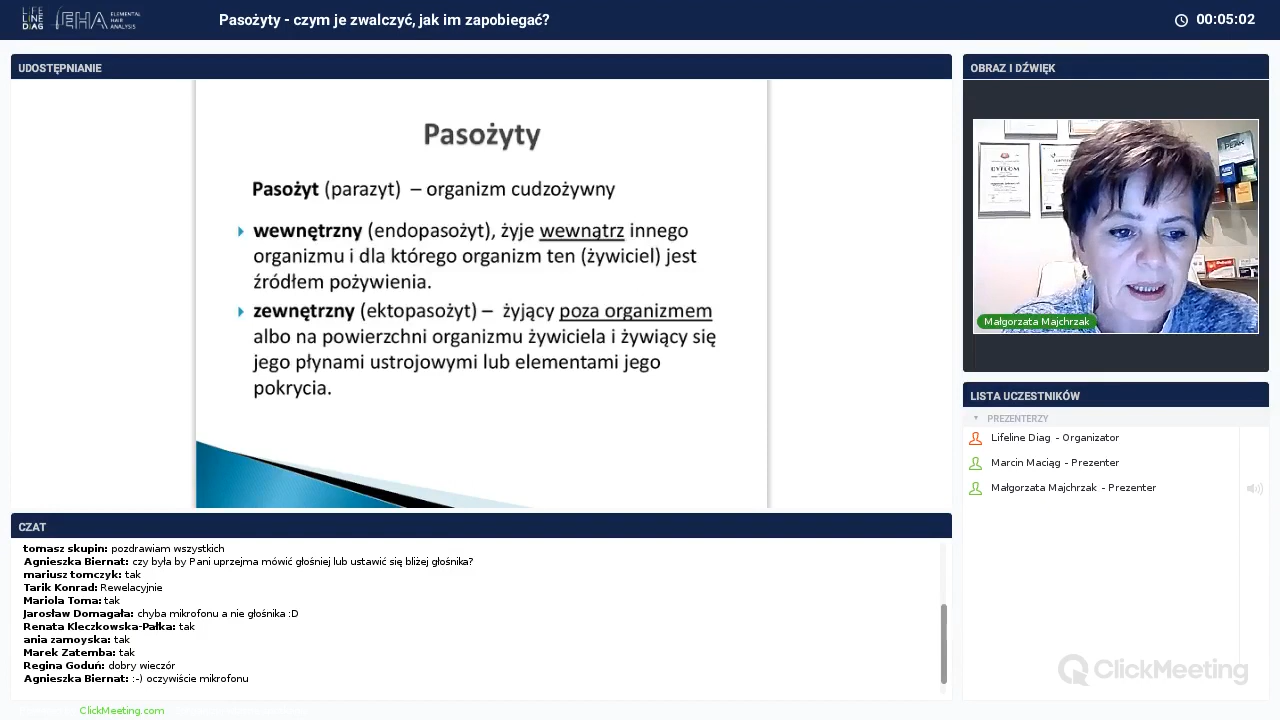 LIFE
LINE
DIAG
EHA
ELEMENTAL
HAIR
ANALYSIS
Pasożyty - czym je zwalczyć, jak im zapobiegać?
00:05:02
UDOSTĘPNIANIE
Pasożyty
Pasożyt (parazyt) – organizm cudzożywny
wewnętrzny (endopasożyt), żyje wewnątrz innego
organizmu i dla którego organizm ten (żywiciel) jest
źródłem pożywienia.
zewnętrzny (ektopasożyt) – żyjący poza organizmem
albo na powierzchni organizmu żywiciela i żywiący się
jego płynami ustrojowymi lub elementami jego
pokrycia.
OBRAZ I DŹWIĘK
DYPLOM
PEAK
Małgorzata Majchrzak
LISTA UCZESTNIKÓW
PREZENTERZY
Lifeline Diag - Organizator
Marcin Maciąg - Prezenter
Małgorzata Majchrzak - Prezenter
CZAT
tomasz skupin: pozdrawiam wszystkich
Agnieszka Biernat: czy była by Pani uprzejma mówić głośniej lub ustawić się bliżej głośnika?
mariusz tomczyk: tak
Tarik Konrad: Rewelacyjnie
Mariola Toma: tak
Jarosław Domagała: chyba mikrofonu a nie głośnika :D
Renata Kleczkowska-Pałka: tak
ania zamoyska: tak
Marek Zatemba: tak
Regina Goduń: dobry wieczór
Agnieszka Biernat: :-) oczywiście mikrofonu
ClickMeeting
ClickMeeting.com